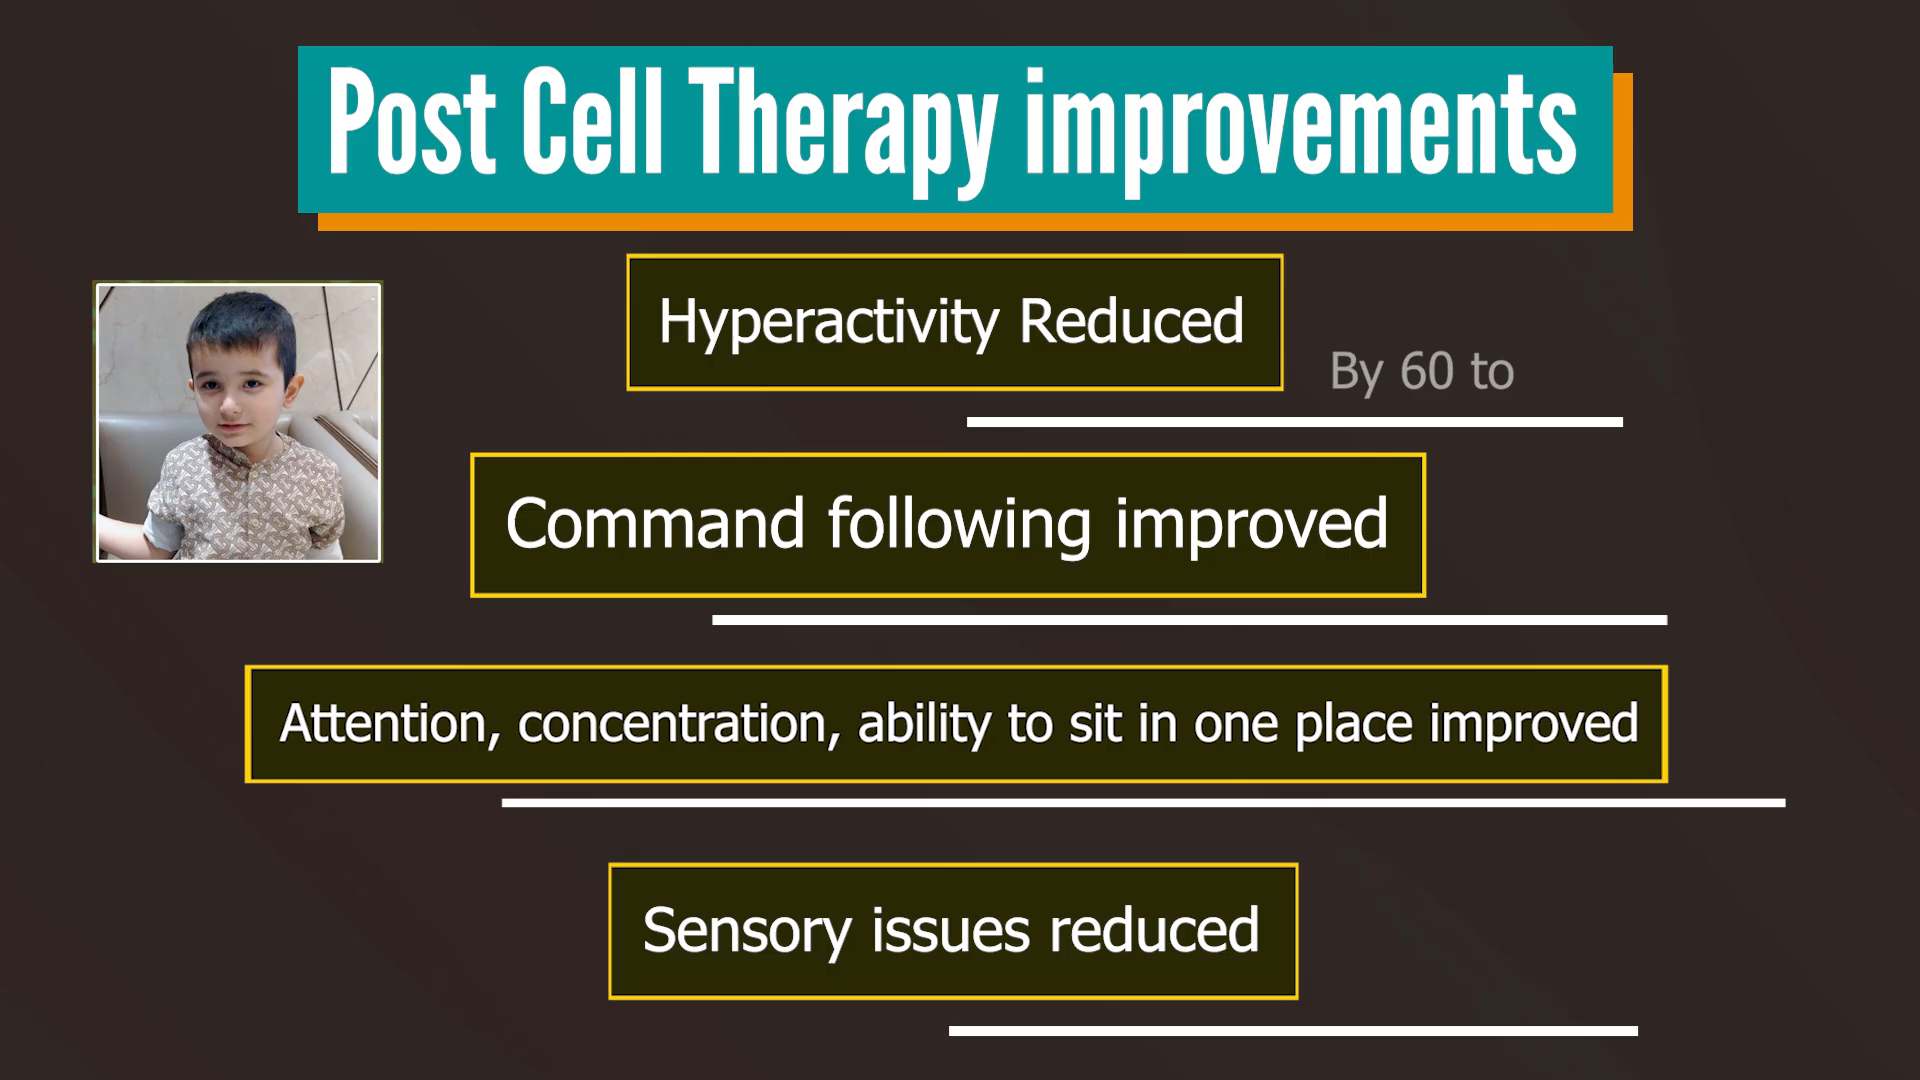 Post Cell Therapy improvements
Hyperactivity Reduced
By 60 to
Command following improved
Attention, concentration, ability to sit in one place improved
Sensory issues reduced